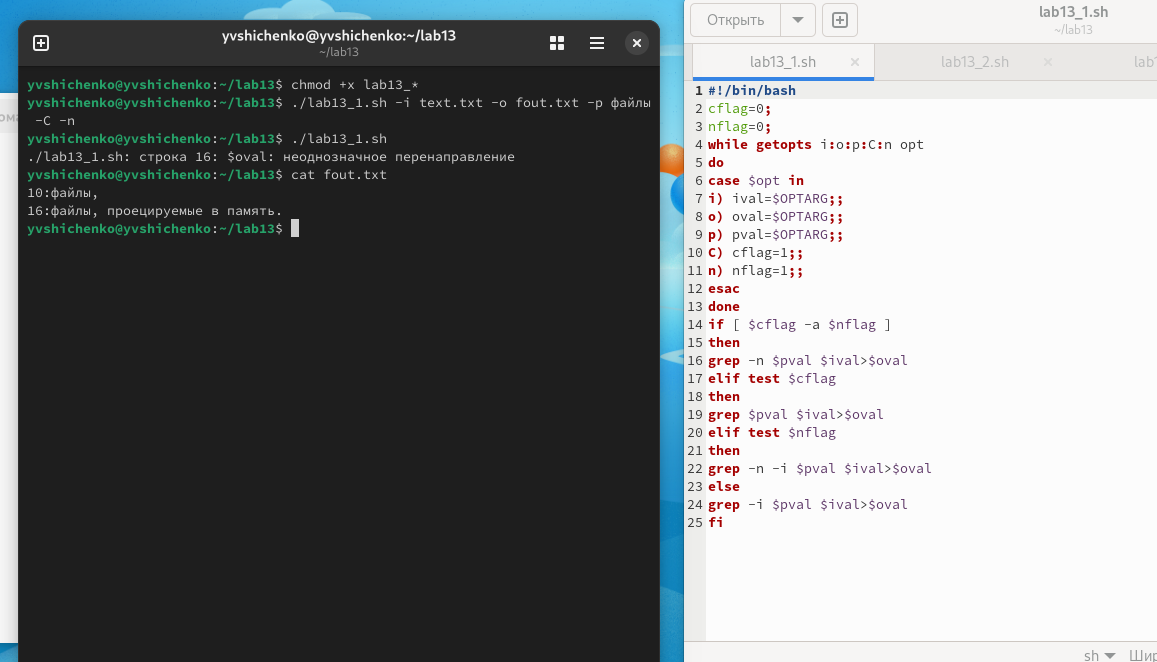 yvshichenko@yvshichenko:~/lab13
~/lab13
yvshichenko@yvshichenko:~/lab13$ chmod +x lab13_*
yvshichenko@yvshichenko:~/lab13$ ./lab13_1.sh -i text.txt -o fout.txt -p файлы
-C -n
yvshichenko@yvshichenko:~/lab13$ ./lab13_1.sh
./lab13_1.sh: строка 16: $oval: неоднозначное перенаправление
yvshichenko@yvshichenko:~/lab13$ cat fout.txt
10:файлы,
16:файлы, проецируемые в память.
yvshichenko@yvshichenko:~/lab13$
Открыть
lab13_1.sh
~/lab13
lab13_1.sh
lab13_2.sh
1 #!/bin/bash
2 cflag=0;
3 nflag=0;
4 while getopts i:o:p:C:n opt
5 do
6 case $opt in
7 i) ival=$OPTARG;;
8 o) oval=$OPTARG;;
9 p) pval=$OPTARG;;
10 C) cflag=1;;
11 n) nflag=1;;
12 esac
13 done
14 if [ $cflag -a $nflag ]
15 then
16 grep -n $pval $ival>$oval
17 elif test $cflag
18 then
19 grep $pval $ival>$oval
20 elif test $nflag
21 then
22 grep -n -i $pval $ival>$oval
23 else
24 grep -i $pval $ival>$oval
25 fi
sh